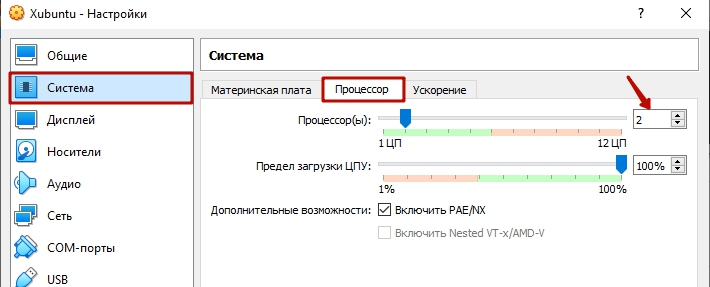 Xubuntu - Настройки
Общие
Система
Дисплей
Носители
Аудио
Сеть
COM-порты
USB
Система
Материнская плата Процессор Ускорение
Процессор(ы): 2
1 ЦП 12 ЦП
Предел загрузки ЦПУ: 100%
1% 100%
Дополнительные возможности: Включить PAE/NX
Включить Nested VT-x/AMD-V